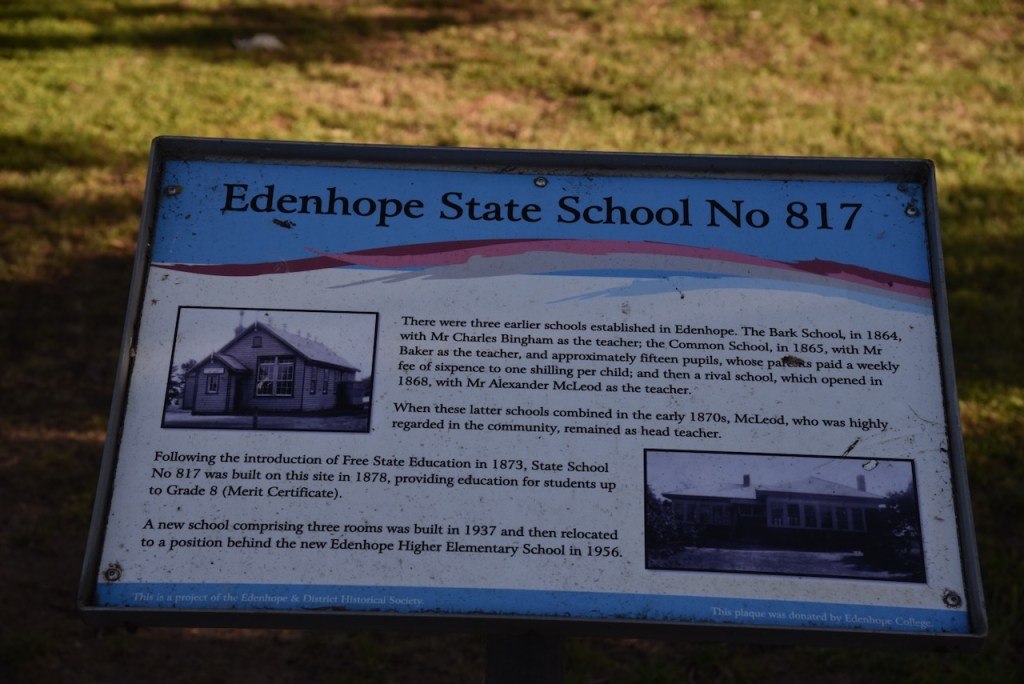 Edenhope State School No 817
There were three earlier schools established in Edenhope. The Bark School, in 1864,
with Mr Charles Bingham as the teacher; the Common School, in 1865, with Mr
Baker as the teacher, and approximately fifteen pupils, whose parents paid a weekly
fee of sixpence to one shilling per child; and then a rival school, which opened in
1868, with Mr Alexander McLeod as the teacher.
When these latter schools combined in the early 1870s, McLeod, who was highly
regarded in the community, remained as head teacher.
Following the introduction of Free State Education in 1873, State School
No 817 was built on this site in 1878, providing education for students up
to Grade 8 (Merit Certificate).
A new school comprising three rooms was built in 1937 and then relocated
to a position behind the new Edenhope Higher Elementary School in 1956.
This is a project of the Edenhope & District Historical Society.
This plaque was donated by Edenhope College.